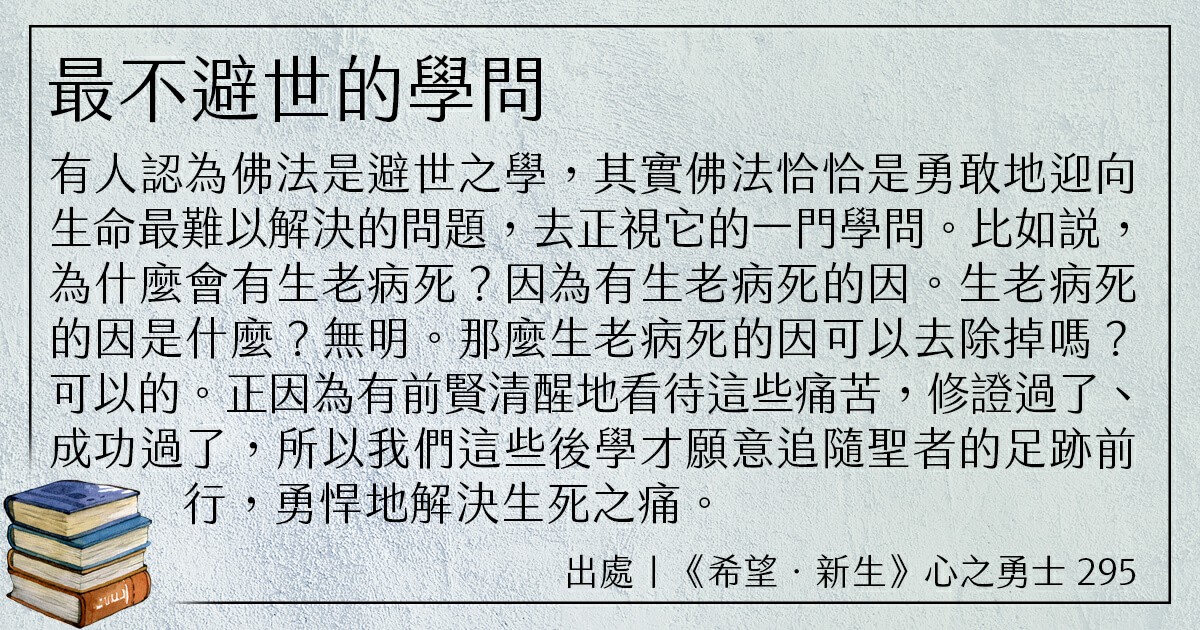 最不避世的學問
有人認為佛法是避世之學，其實佛法恰恰是勇敢地迎向
生命最難以解決的問題，去正視它的一門學問。比如説，
為什麼會有生老病死？因為有生老病死的因。生老病死
的因是什麼？無明。那麼生老病死的因可以去除掉嗎？
可以的。正因為有前賢清醒地看待這些痛苦，修證過了、
成功過了，所以我們這些後學才願意追隨聖者的足跡前
行，勇悍地解決生死之痛。
出處｜《希望．新生》心之勇士 295